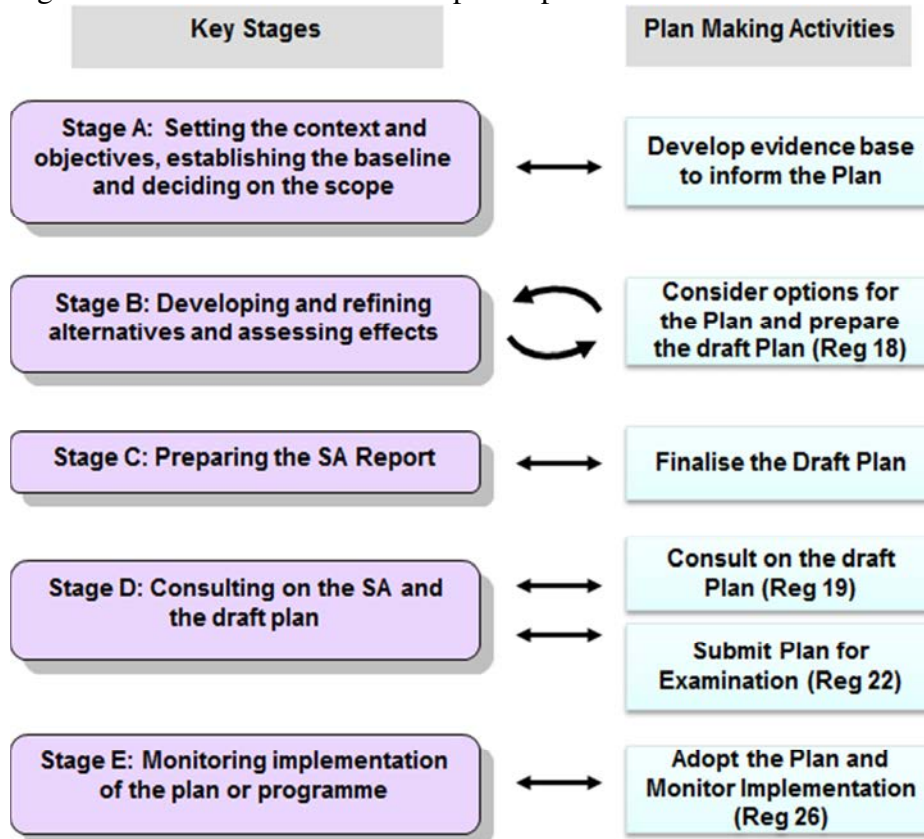 Key Stages
Plan Making Activities
Stage A: Setting the context and
objectives, establishing the baseline
and deciding on the scope
Develop evidence base
to inform the Plan
Stage B: Developing and refining
alternatives and assessing effects
Consider options for
the Plan and prepare
the draft Plan (Reg 18)
Stage C: Preparing the SA Report
Finalise the Draft Plan
Stage D: Consulting on the SA and
the draft plan
Consult on the draft
Plan (Reg 19)
Submit Plan for
Examination (Reg 22)
Stage E: Monitoring implementation
of the plan or programme
Adopt the Plan and
Monitor Implementation
(Reg 26)